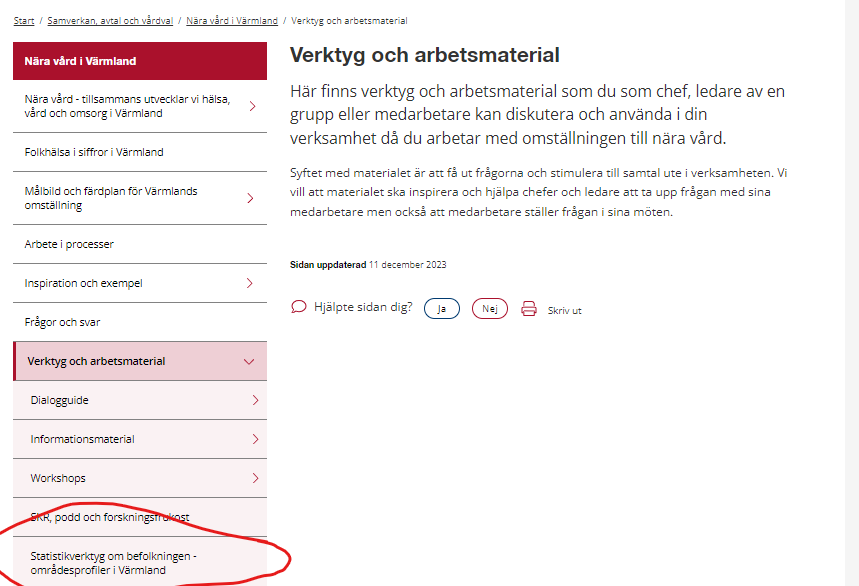 Start / Samverkan, avtal och vårdval / Nära vård i Värmland / Verktyg och arbetsmaterial
Nära vård i Värmland
Nära vård - tillsammans utvecklar vi hälsa,
vård och omsorg i Värmland
Folkhälsa i siffror i Värmland
Målbild och färdplan för Värmlands
omställning
Arbete i processer
Inspiration och exempel
Frågor och svar
Verktyg och arbetsmaterial
Dialogguide
Informationsmaterial
Workshops
SKR, podd och forskningsfrukost
Statistikverktyg om befolkningen -
områdesprofiler i Värmland
Verktyg och arbetsmaterial
Här finns verktyg och arbetsmaterial som du som chef, ledare av en
grupp eller medarbetare kan diskutera och använda i din
verksamhet då du arbetar med omställningen till nära vård.
Syftet med materialet är att få ut frågorna och stimulera till samtal ute i verksamheten. Vi
vill att materialet ska inspirera och hjälpa chefer och ledare att ta upp frågan med sina
medarbetare men också att medarbetare ställer frågan i sina möten.
Sidan uppdaterad 11 december 2023
Hjälpte sidan dig? Ja Nej Skriv ut